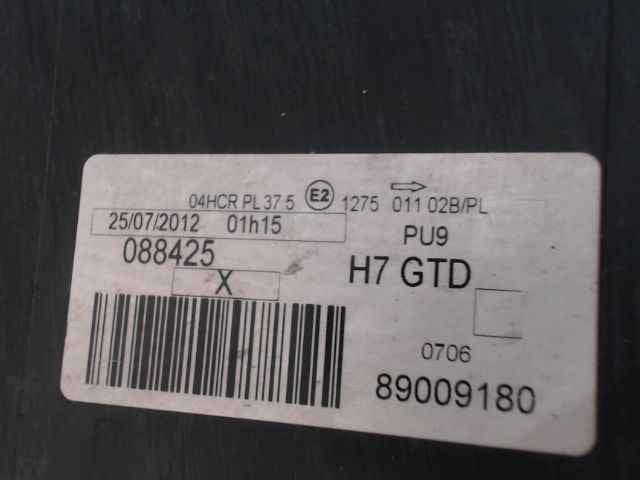 04HCR PL 37 5 E2 1275 011 02B/PL
25/07/2012 01h15
PU9
088425
H7 GTD
X
0706
89009180